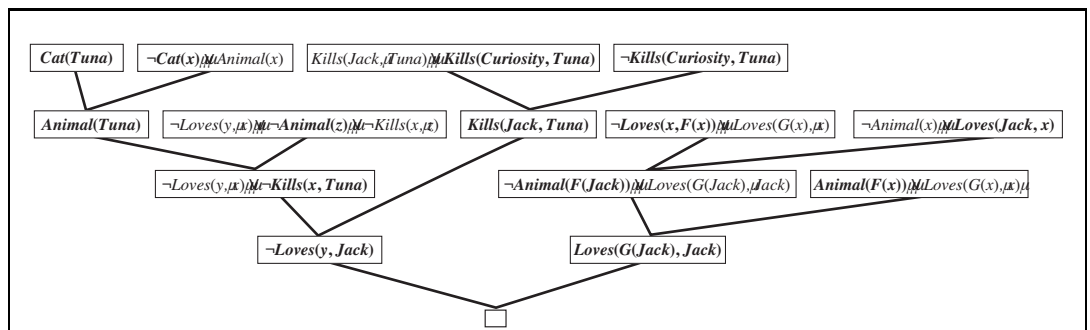 Cat(Tuna) ¬Cat(x) ∨ Animal(x) Kills(Jack, Tuna) ∨ Kills(Curiosity, Tuna) ¬Kills(Curiosity, Tuna)
Animal(Tuna) ¬Loves(y, x) ∨ ¬Animal(z) ∨ ¬Kills(x, z) Kills(Jack, Tuna) ¬Loves(x, F(x)) ∨ Loves(G(x), x) ¬Animal(x) ∨ Loves(Jack, x)
¬Loves(y, x) ∨ ¬Kills(x, Tuna) ¬Animal(F(Jack)) ∨ Loves(G(Jack), Jack) Animal(F(x)) ∨ Loves(G(x), x)
¬Loves(y, Jack) Loves(G(Jack), Jack)